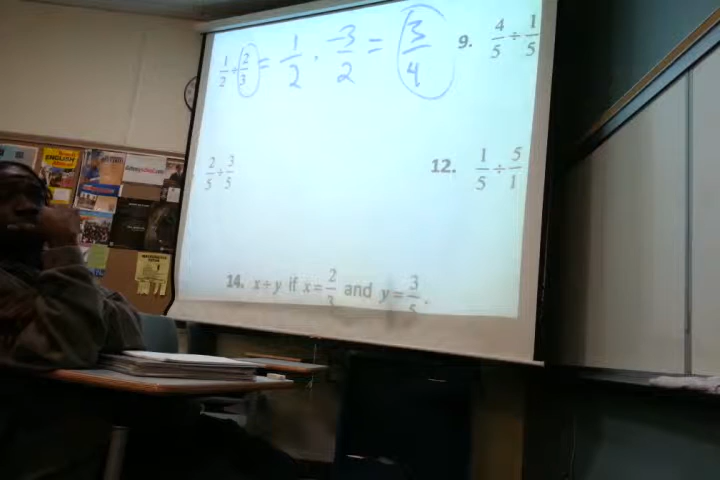 1/2 ÷ 2/3 = 1/2 · 3/2 = 3/4
9. 4/5 ÷ 1/5
2/5 ÷ 3/5
12. 1/5 ÷ 5/1
14. x ÷ y if x = 2/3 and y = 3/5.
ENGLISH